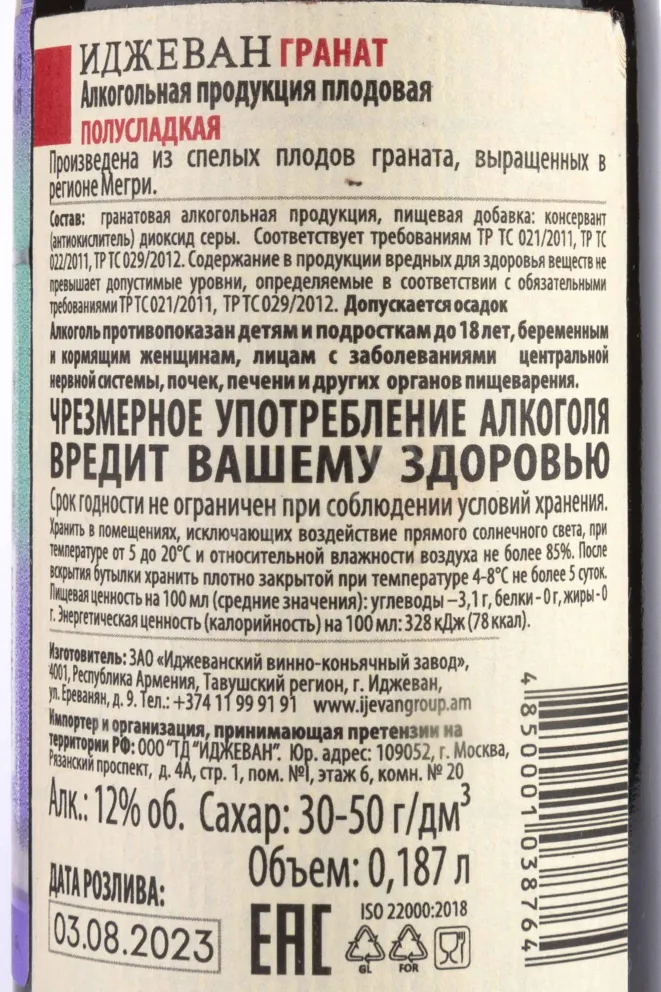 ИДЖЕВАН ГРАНАТ
Алкогольная продукция плодовая
ПОЛУСЛАДКАЯ
Произведена из спелых плодов граната, выращенных в
регионе Мегри.
Состав: гранатовая алкогольная продукция, пищевая добавка: консервант
(антиокислитель) диоксид серы. Соответствует требованиям ТР ТС 021/2011, ТР ТС
022/2011, ТР ТС 029/2012. Содержание в продукции вредных для здоровья веществ не
превышает допустимые уровни, определяемые в соответствии с обязательными
требованиями ТР ТС 021/2011, ТР ТС 029/2012. Допускается осадок
Алкоголь противопоказан детям и подросткам до 18 лет, беременным
и кормящим женщинам, лицам с заболеваниями центральной
нервной системы, почек, печени и других органов пищеварения.
ЧРЕЗМЕРНОЕ УПОТРЕБЛЕНИЕ АЛКОГОЛЯ
ВРЕДИТ ВАШЕМУ ЗДОРОВЬЮ
Срок годности не ограничен при соблюдении условий хранения.
Хранить в помещениях, исключающих воздействие прямого солнечного света, при
температуре от 5 до 20°С и относительной влажности воздуха не более 85%. После
вскрытия бутылки хранить плотно закрытой при температуре 4-8°С не более 5 суток.
Пищевая ценность на 100 мл (средние значения): углеводы –3,1 г, белки - 0 г, жиры - 0
г. Энергетическая ценность (калорийность) на 100 мл: 328 кДж (78 ккал).
Изготовитель: ЗАО «Иджеванский винно-коньячный завод»,
4001, Республика Армения, Тавушский регион, г. Иджеван,
ул. Ереванян, д. 9. Тел.: +374 11 99 91 91 www.ijevangroup.am
Импортер и организация, принимающая претензии на
территории РФ: ООО "ТД "ИДЖЕВАН". Юр. адрес: 109052, г. Москва,
Рязанский проспект, д. 4А, стр. 1, пом. №I, этаж 6, комн. № 20
Алк.: 12% об. Сахар: 30-50 г/дм³
Объем: 0,187 л
ДАТА РОЗЛИВА:
03.08.2023
EAC
ISO 22000:2018
GL
FOR
4 850001 038764